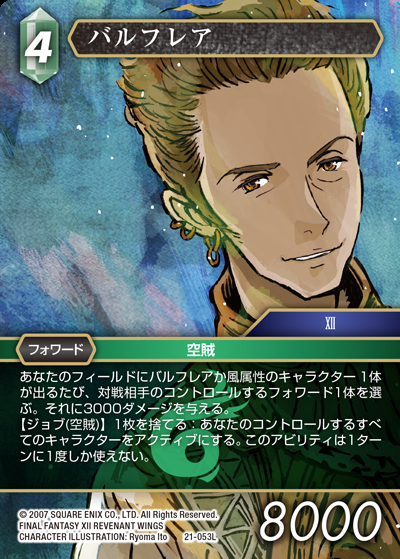 4
バルフレア
XII
フォワード
空賊
あなたのフィールドにバルフレアか風属性のキャラクター1体
が出るたび、対戦相手のコントロールするフォワード1体を選
ぶ。それに3000ダメージを与える。
【ジョブ(空賊)】1枚を捨てる：あなたのコントロールするすべ
てのキャラクターをアクティブにする。このアビリティは1ターン
に1度しか使えない。
© 2007 SQUARE ENIX CO., LTD. All Rights Reserved.
FINAL FANTASY XII REVENANT WINGS
CHARACTER ILLUSTRATION: Ryoma Ito
21-053L
8000